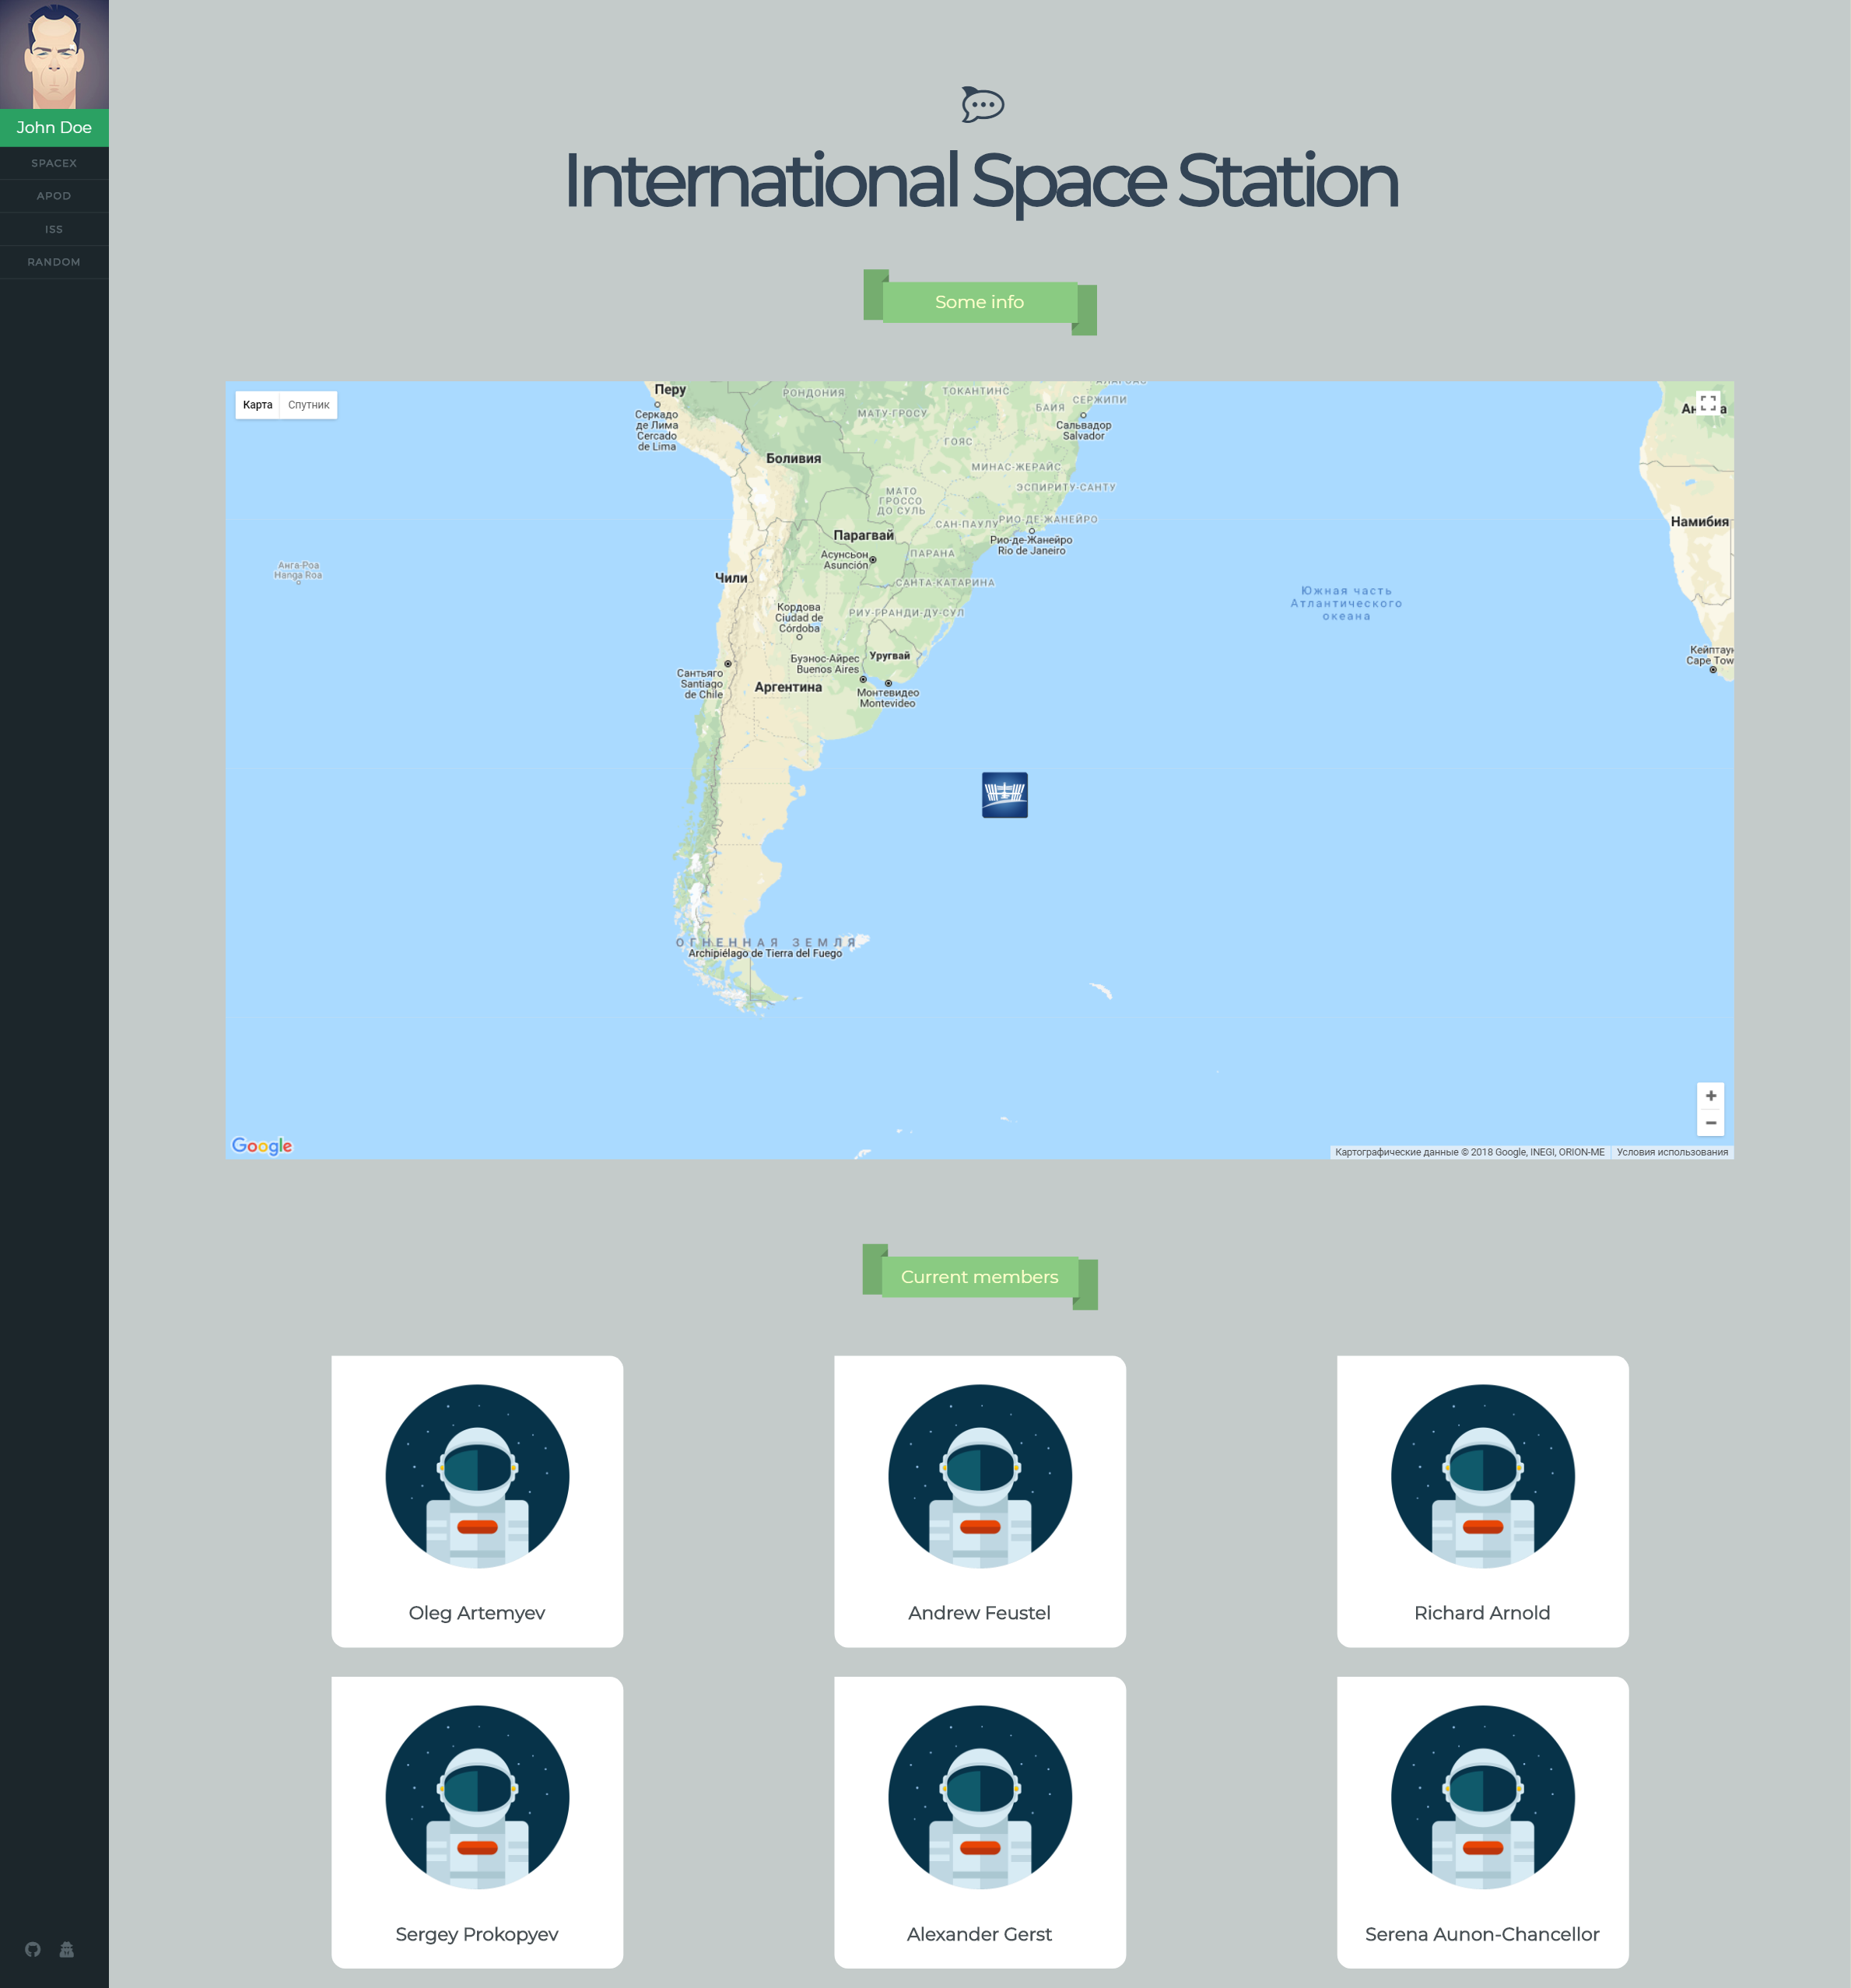 John Doe
SPACEX
APOD
ISS
RANDOM
International Space Station
Some info
Карта
Спутник
Перу
Серкадо
де Лима
Cercado
de Lima
РОНДОНИЯ
ТОКАНТИНС
АЛАГОАС
СЕРЖИПИ
БАИЯ
МАТУ-ГРОСУ
Сальвадор
Salvador
ГОЯС
Боливия
МИНАС-ЖЕРАЙС
ЭСПИРИТУ-САНТУ
МАТО
ГРОССО
ДО СУЛЬ
САН-ПАУЛУ
РИО-ДЕ-ЖАНЕЙРО
Рио-де-Жанейро
Rio de Janeiro
Намибия
Парагвай
Асунсьон
Asunción
ПАРАНА
Анга-Роа
Hanga Roa
Чили
САНТА-КАТАРИНА
Южная часть
Атлантического
океана
Кордова
Ciudad de
Córdoba
РИУ-ГРАНДИ-ДУ-СУЛ
Буэнос-Айрес
Buenos Aires
Уругвай
Кейптаун
Cape Tow
Сантьяго
Santiago
de Chile
Аргентина
Монтевидео
Montevideo
ОГНЕННАЯ ЗЕМЛЯ
Archipiélago de Tierra del Fuego
Google
Картографические данные © 2018 Google, INEGI, ORION-ME
Условия использования
Current members
Oleg Artemyev
Andrew Feustel
Richard Arnold
Sergey Prokopyev
Alexander Gerst
Serena Aunon-Chancellor